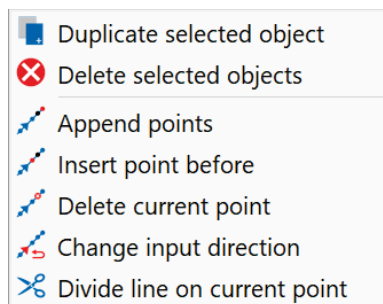 Duplicate selected object
Delete selected objects
Append points
Insert point before
Delete current point
Change input direction
Divide line on current point